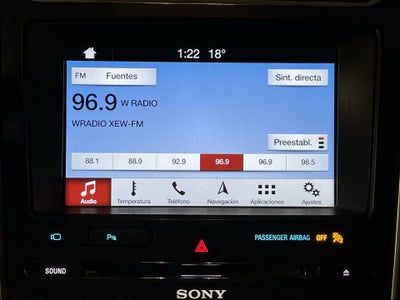 1:22 18°
FM Fuentes Sint. directa
96.9 W RADIO
WRADIO XEW-FM
Preestabl.
88.1 88.9 92.9 96.9 96.9 98.5
Audio Temperatura Teléfono Navegación Aplicaciones Ajustes
P PASSENGER AIRBAG OFF
SOUND
SONY